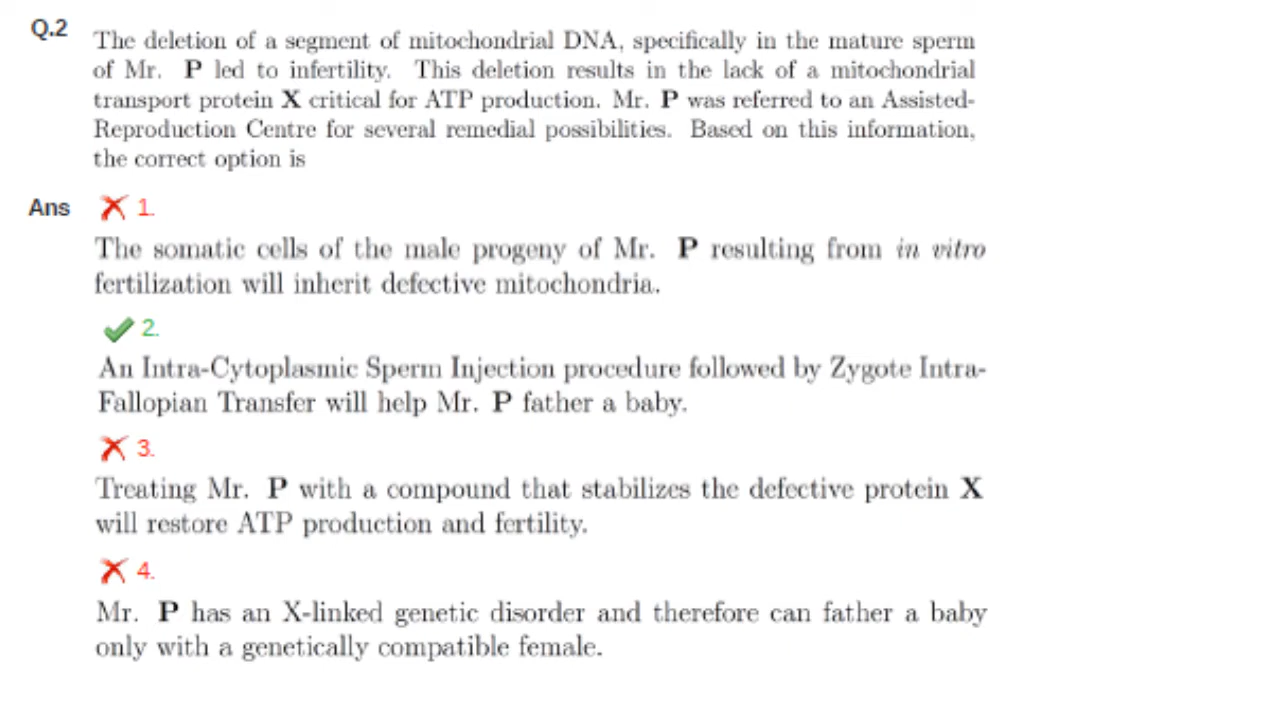 Q.2
The deletion of a segment of mitochondrial DNA, specifically in the mature sperm
of Mr. P led to infertility. This deletion results in the lack of a mitochondrial
transport protein X critical for ATP production. Mr. P was referred to an Assisted-
Reproduction Centre for several remedial possibilities. Based on this information,
the correct option is
Ans 1.
The somatic cells of the male progeny of Mr. P resulting from in vitro
fertilization will inherit defective mitochondria.
2.
An Intra-Cytoplasmic Sperm Injection procedure followed by Zygote Intra-
Fallopian Transfer will help Mr. P father a baby.
3.
Treating Mr. P with a compound that stabilizes the defective protein X
will restore ATP production and fertility.
4.
Mr. P has an X-linked genetic disorder and therefore can father a baby
only with a genetically compatible female.